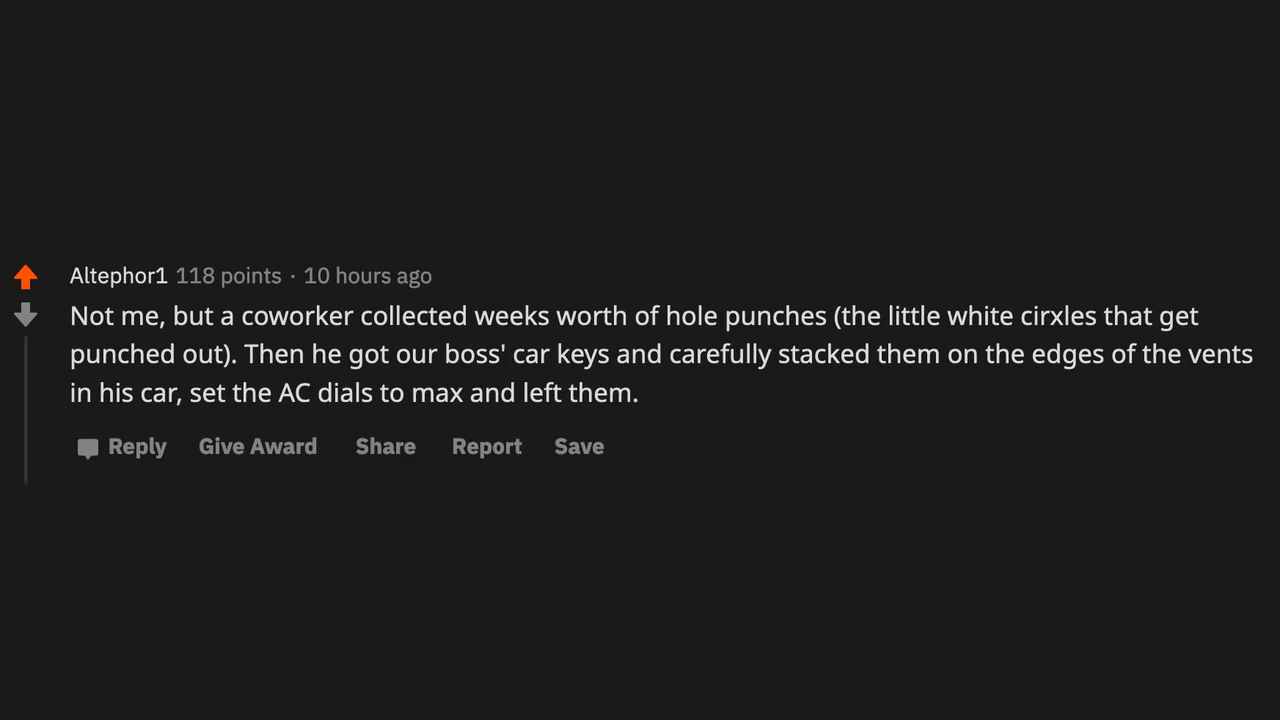 Altephor1 118 points · 10 hours ago
Not me, but a coworker collected weeks worth of hole punches (the little white cirxles that get
punched out). Then he got our boss' car keys and carefully stacked them on the edges of the vents
in his car, set the AC dials to max and left them.
Reply Give Award Share Report Save